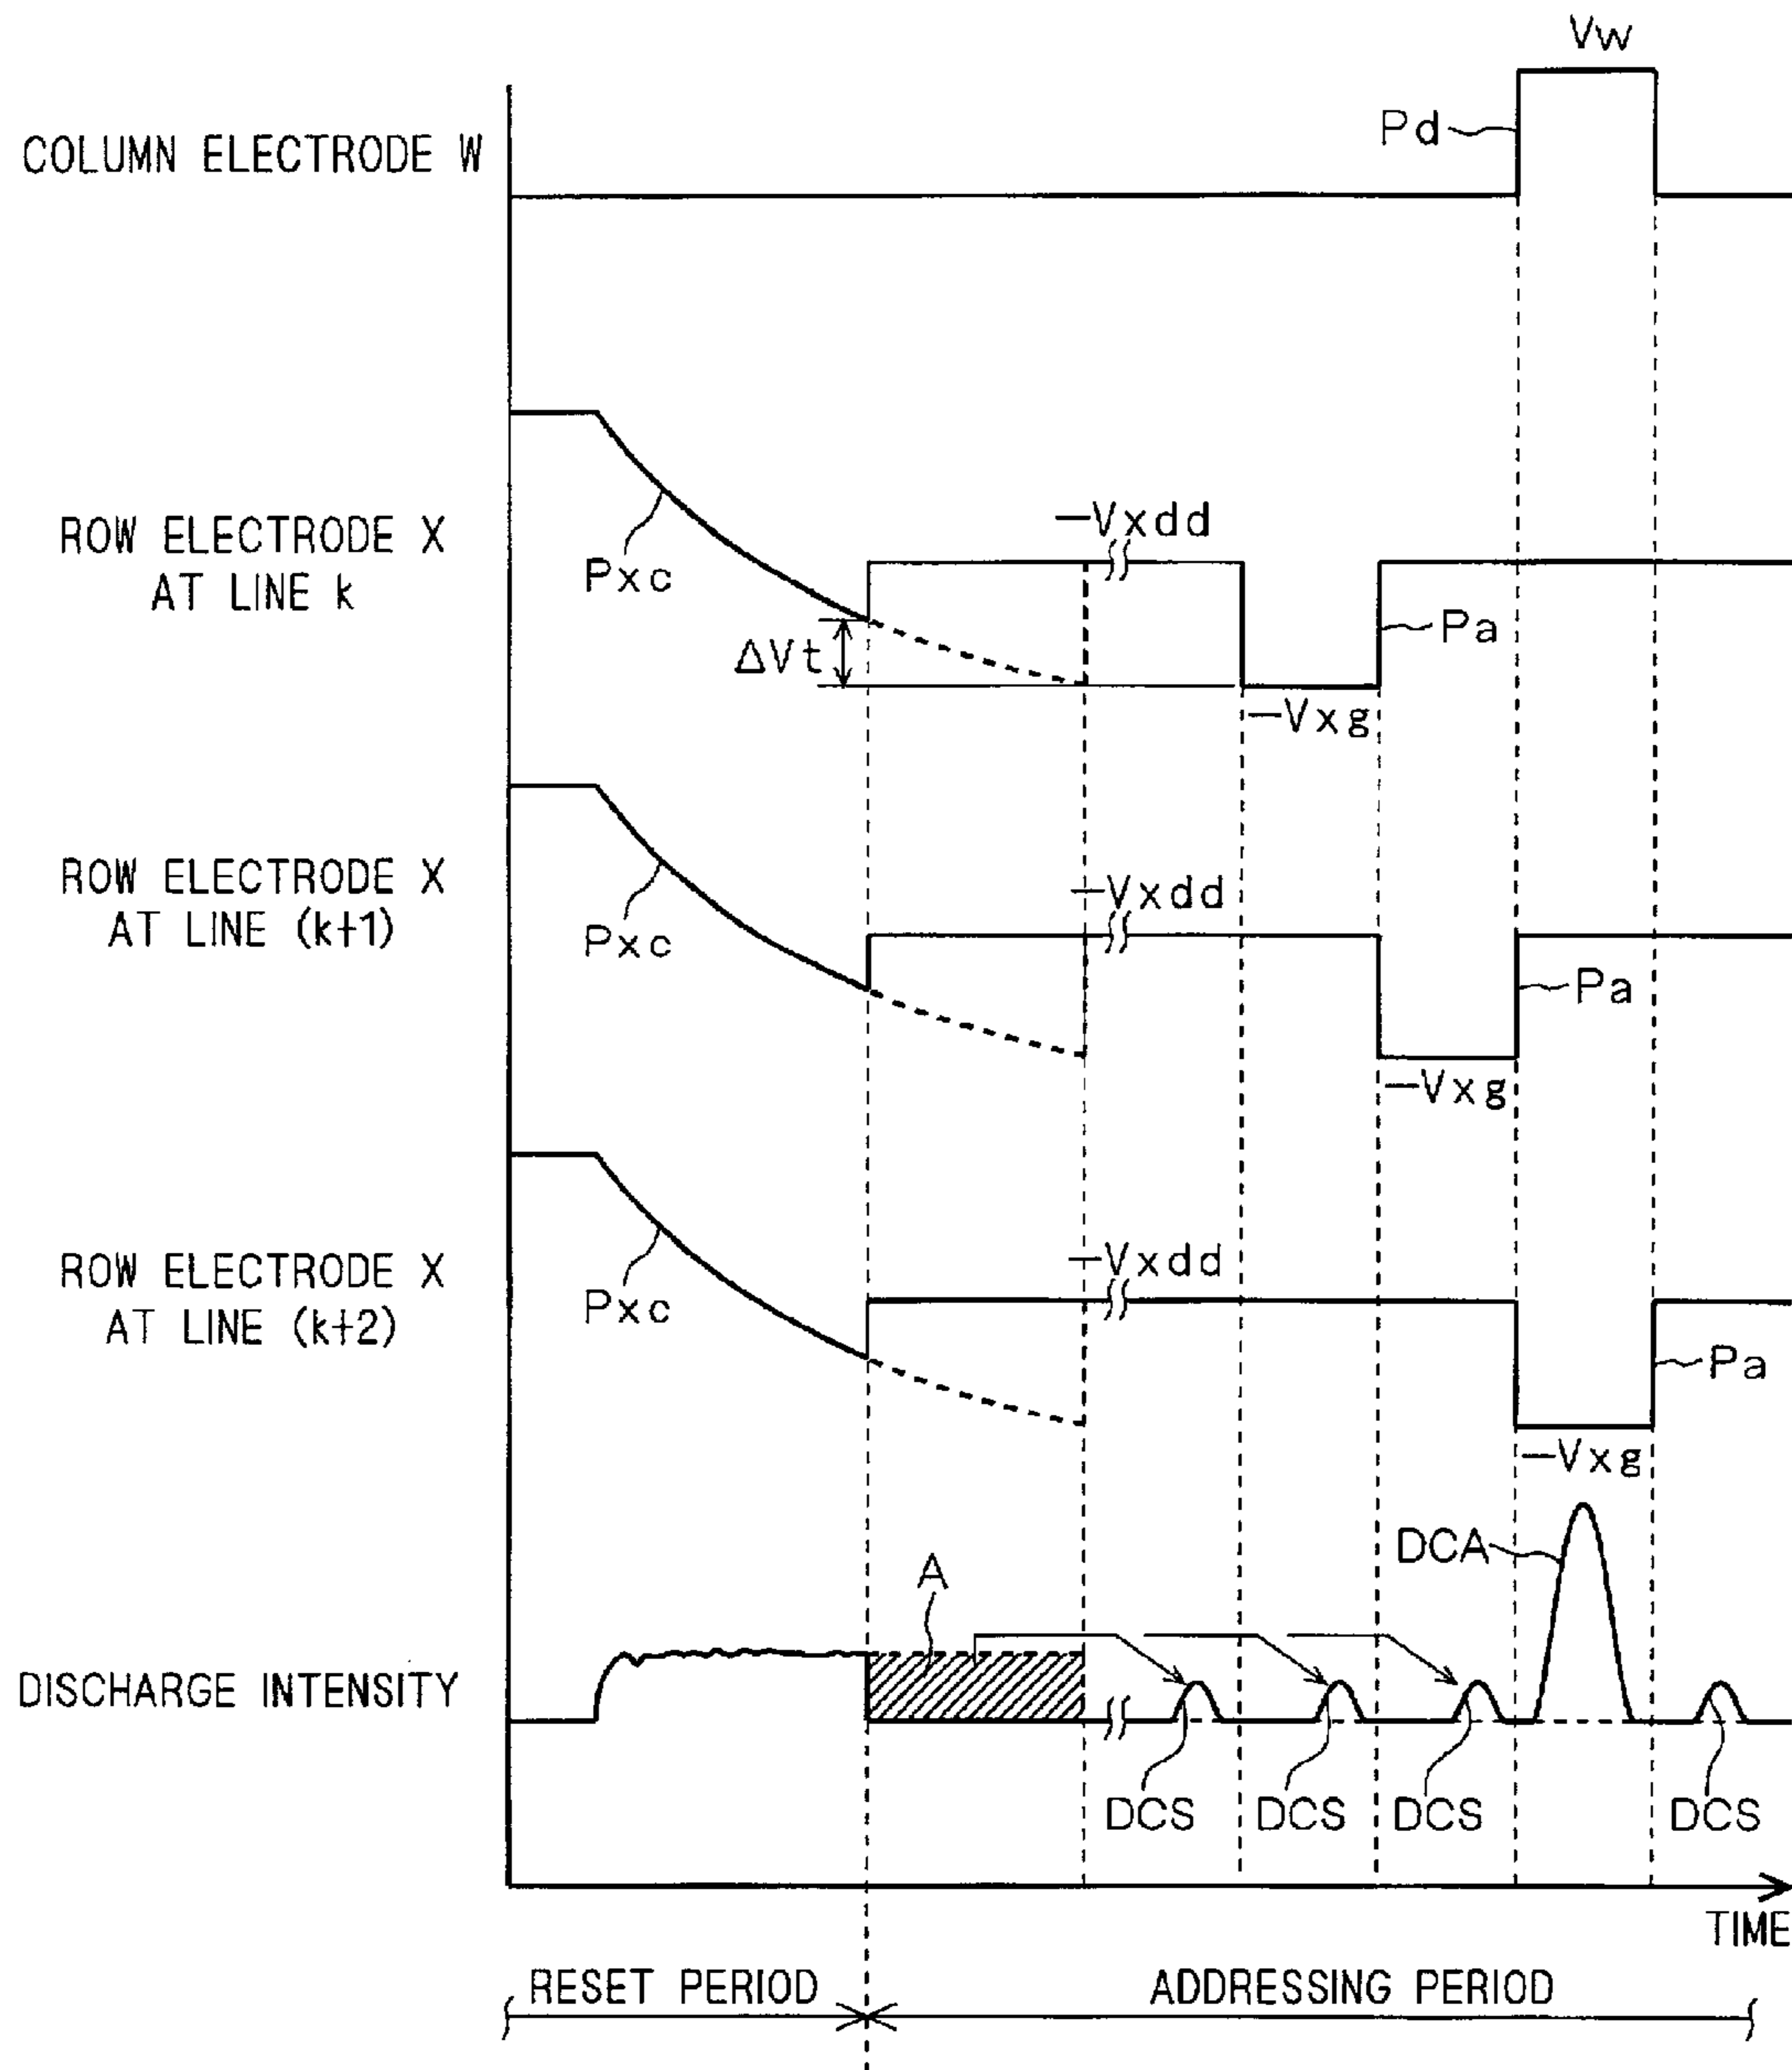 Vw
Pd
COLUMN ELECTRODE W
-Vxdd
ROW ELECTRODE X
AT LINE k
Pxc
Pa
ΔVt
-Vxg
-Vxdd
ROW ELECTRODE X
AT LINE (k+1)
Pxc
Pa
-Vxg
-Vxdd
ROW ELECTRODE X
AT LINE (k+2)
Pxc
Pa
-Vxg
DCA
A
DISCHARGE INTENSITY
DCS
DCS
DCS
DCS
TIME
RESET PERIOD
ADDRESSING PERIOD